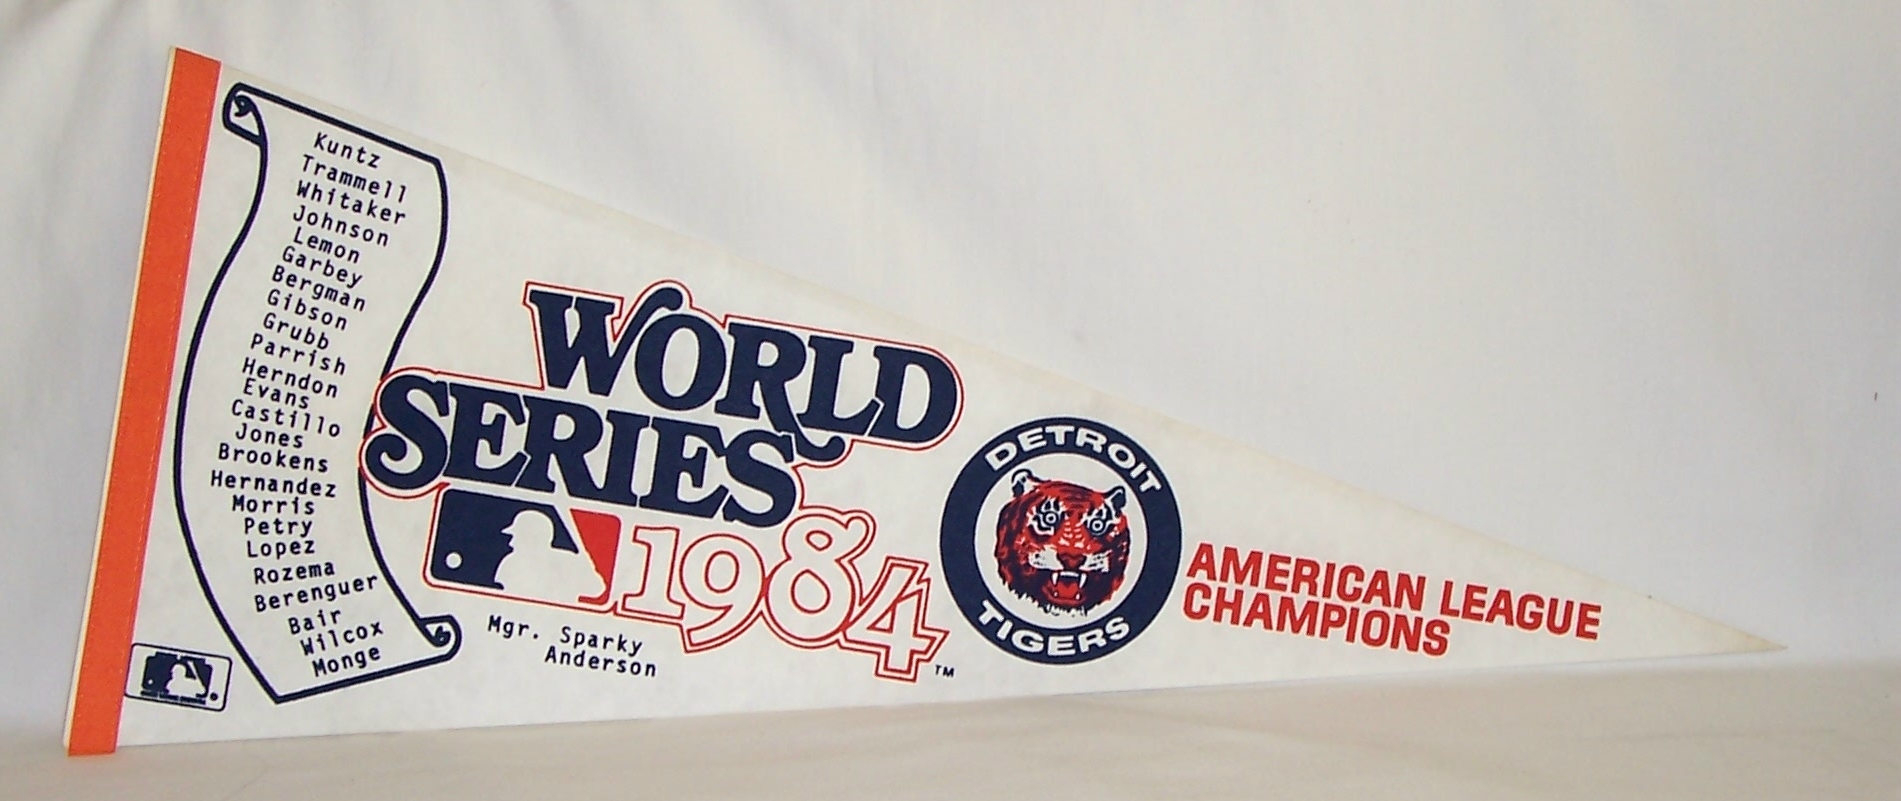 Kuntz
Trammell
Whitaker
Johnson
Lemon
Garbey
Bergman
Gibson
Grubb
Parrish
Herndon
Evans
Castillo
Jones
Brookens
Hernandez
Morris
Petry
Lopez
Rozema
Berenguer
Bair
Wilcox
Monge
WORLD
SERIES
1984
TM
Mgr. Sparky
Anderson
DETROIT
TIGERS
AMERICAN LEAGUE
CHAMPIONS